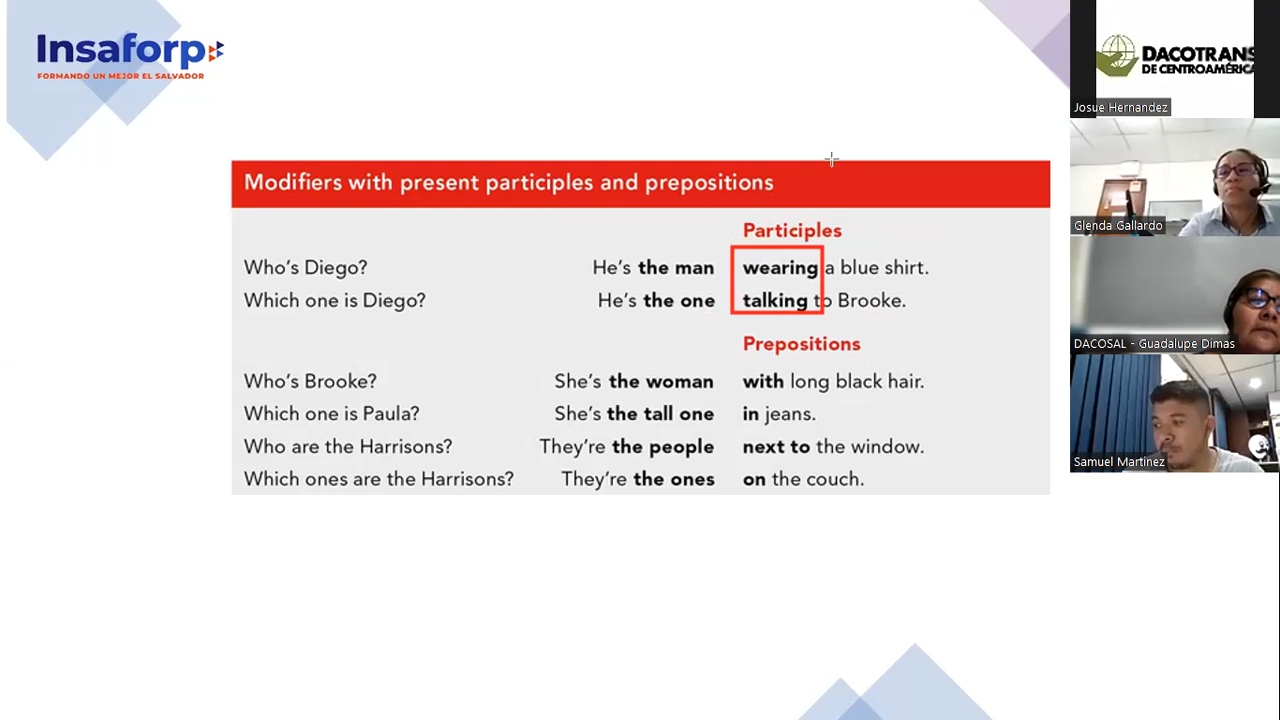 Insaforp
FORMANDO UN MEJOR EL SALVADOR
Modifiers with present participles and prepositions
Participles
Who's Diego? He's the man wearing a blue shirt.
Which one is Diego? He's the one talking to Brooke.
Prepositions
Who's Brooke? She's the woman with long black hair.
Which one is Paula? She's the tall one in jeans.
Who are the Harrisons? They're the people next to the window.
Which ones are the Harrisons? They're the ones on the couch.
DACOTRANS
DE CENTROAMÉRICA
Josue Hernandez
Glenda Gallardo
DACOSAL - Guadalupe Dimas
Samuel Martinez